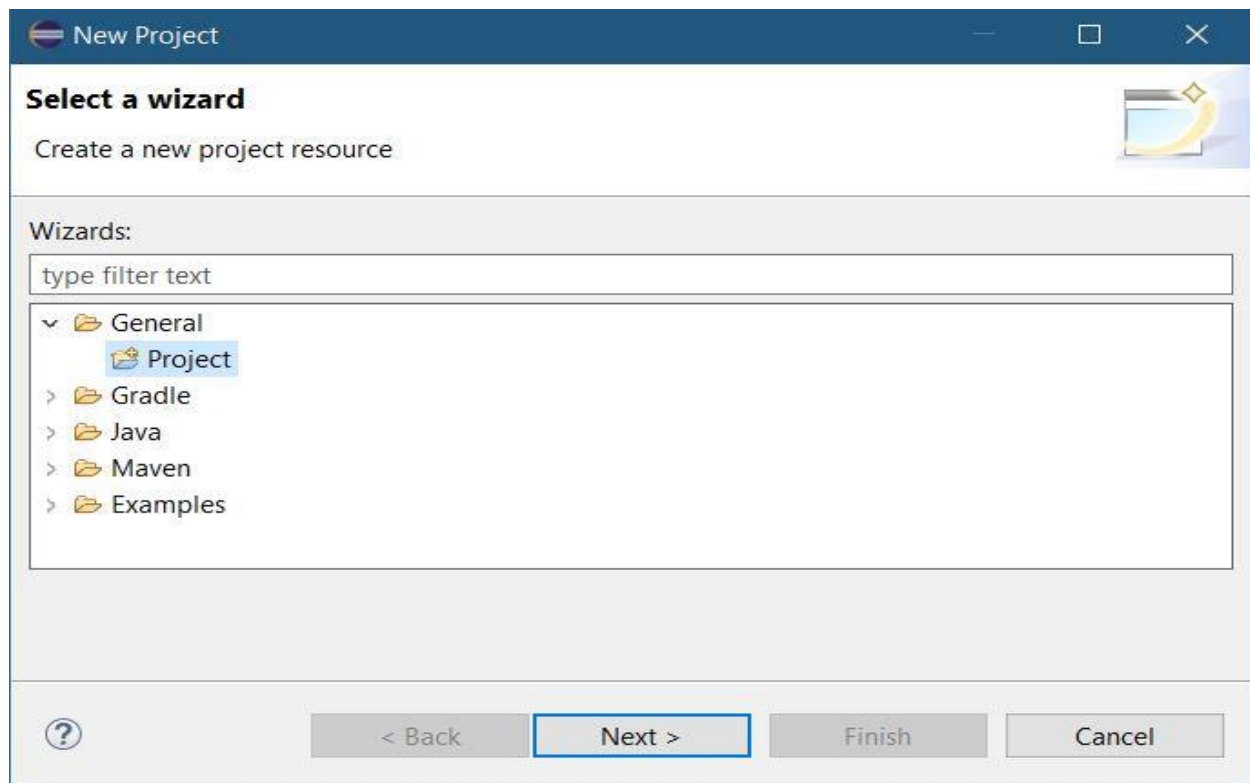 New Project
Select a wizard
Create a new project resource
Wizards:
type filter text
General
Project
Gradle
Java
Maven
Examples
? < Back Next > Finish Cancel